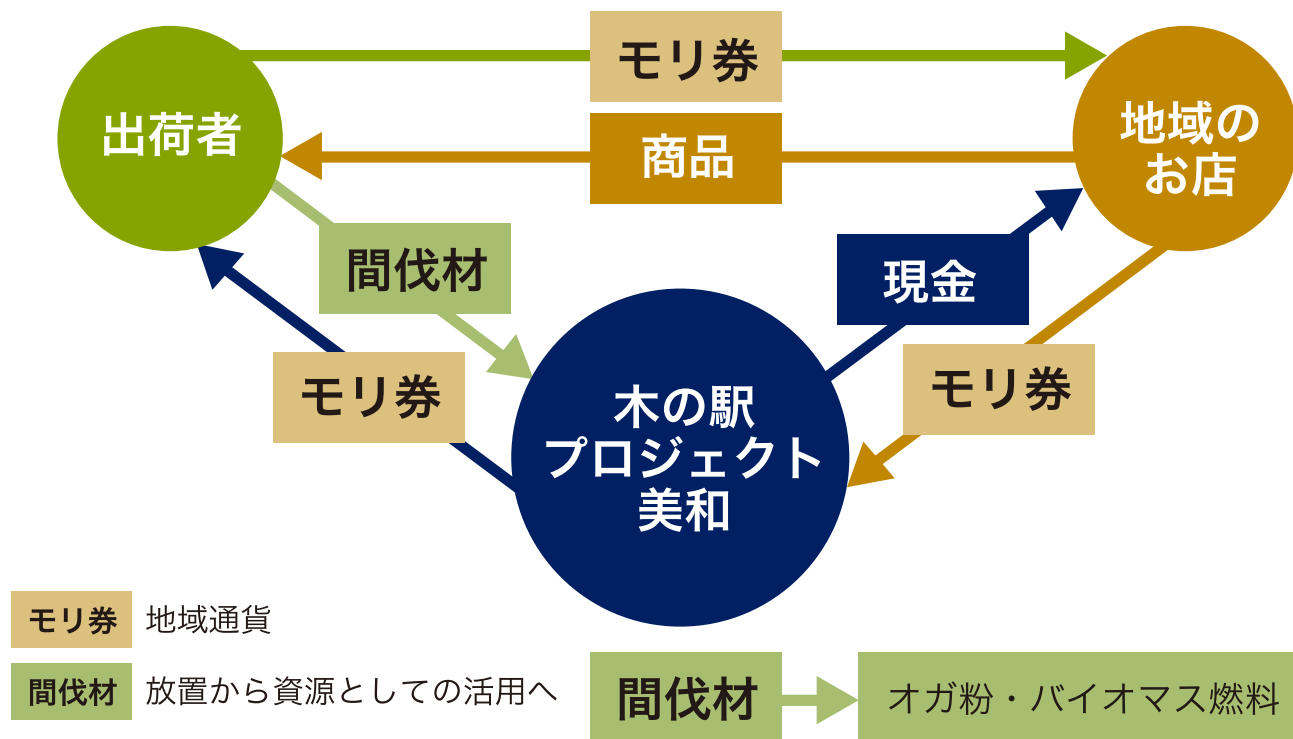 モリ券
出荷者
商品
地域の
お店
間伐材
現金
モリ券
モリ券
木の駅
プロジェクト
美和
モリ券 地域通貨
間伐材 放置から資源としての活用へ
間伐材 オガ粉・バイオマス燃料